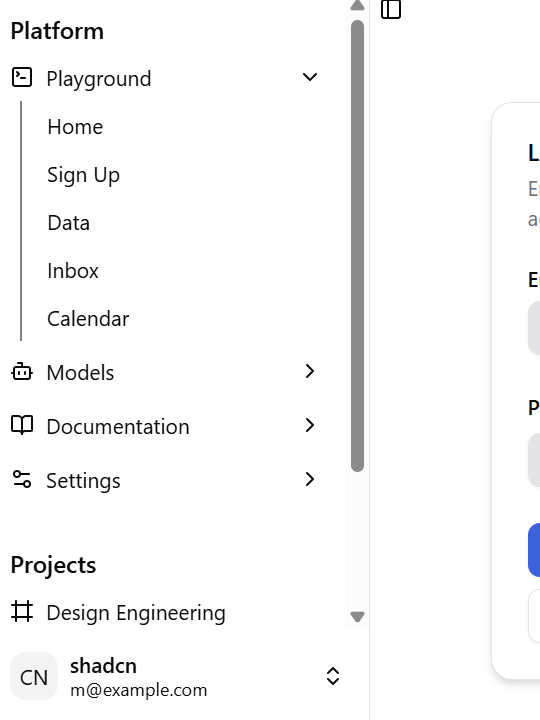 Platform
Playground
Home
Sign Up
Data
Inbox
Calendar
Models
Documentation
Settings
Projects
Design Engineering
CN
shadcn
m@example.com